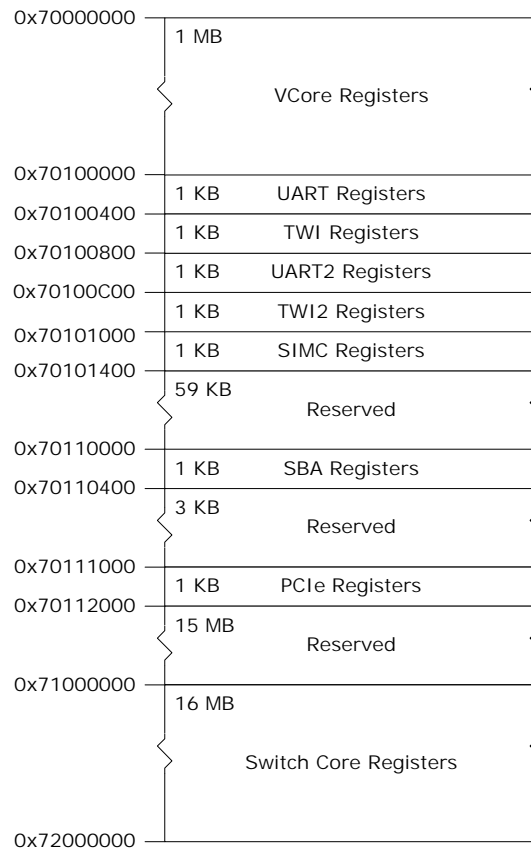 0x70000000
1 MB
VCore Registers
0x70100000
1 KB UART Registers
0x70100400
1 KB TWI Registers
0x70100800
1 KB UART2 Registers
0x70100C00
1 KB TWI2 Registers
0x70101000
1 KB SIMC Registers
0x70101400
59 KB
Reserved
0x70110000
1 KB SBA Registers
0x70110400
3 KB
Reserved
0x70111000
1 KB PCIe Registers
0x70112000
15 MB
Reserved
0x71000000
16 MB
Switch Core Registers
0x72000000